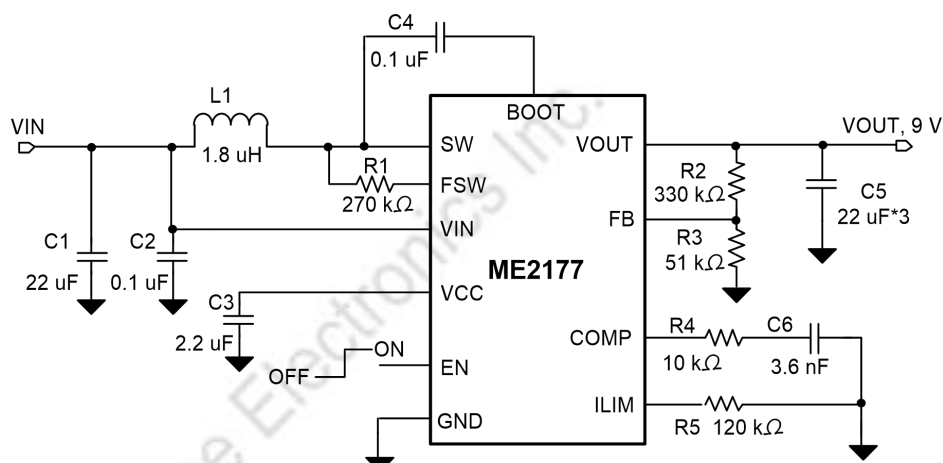 C4
0.1 uF
L1
1.8 uH
VIN
BOOT
VOUT, 9 V
SW
VOUT
R1
FSW
270 kΩ
R2
330 kΩ
C5
22 uF*3
FB
VIN
C1
22 uF
C2
0.1 uF
R3
51 kΩ
ME2177
C3
2.2 uF
VCC
COMP
R4
10 kΩ
C6
3.6 nF
ON
OFF
EN
ILIM
R5 120 kΩ
GND
e Electronics Inc.